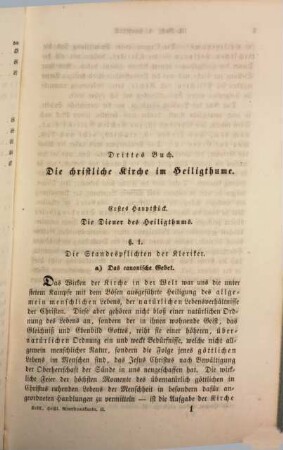 Drittes Buch.
Die christliche Kirche im Heiligthume.
Erstes Hauptstück.
Die Diener des Heiligthums.
§. 1.
Die Standespflichten der Kleriker.
a) Das canonische Gebet.
Das Wirken der Kirche in der Welt war uns die unter
stetem Kampfe mit dem Bösen ausgeführte Heiligung des allge-
mein menschlichen Lebens, der natürlichen Lebensverhältnisse
der Christen. Diese aber gehören nicht bloß einer natürlichen Ord-
nung des Lebens an, sondern der in ihnen wohnende Geist, das
Gleichniß und Ebenbild Gottes, reiht sie einer höheren, über-
natürlichen Ordnung ein und weckt Bedürfnisse, welche nicht all-
gemein menschlicher Natur, sondern die Folge jenes göttlichen
Lebens im Menschen sind, das Jesus Christus nach Bewältigung
der Oberherrschaft der Sünde in uns neugeschaffen hat. Die wirk-
liche Feier der höchsten Momente des übernatürlich göttlichen in
Christus ruhenden Lebens der Menschheit in besondern dafür an-
geordneten Handlungen zu vermitteln — ist die Aufgabe der Kirche
II. 1